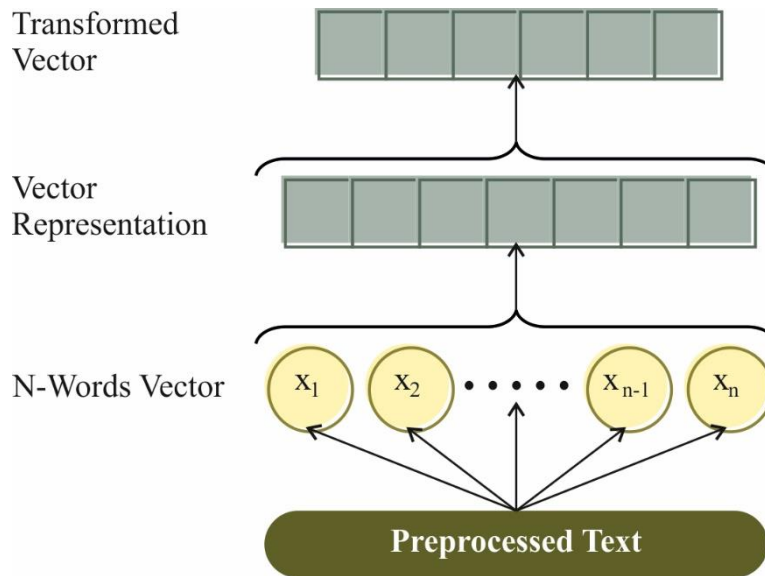 Transformed
Vector
Vector
Representation
N-Words Vector
x1 x2 ..... xn-1 xn
Preprocessed Text